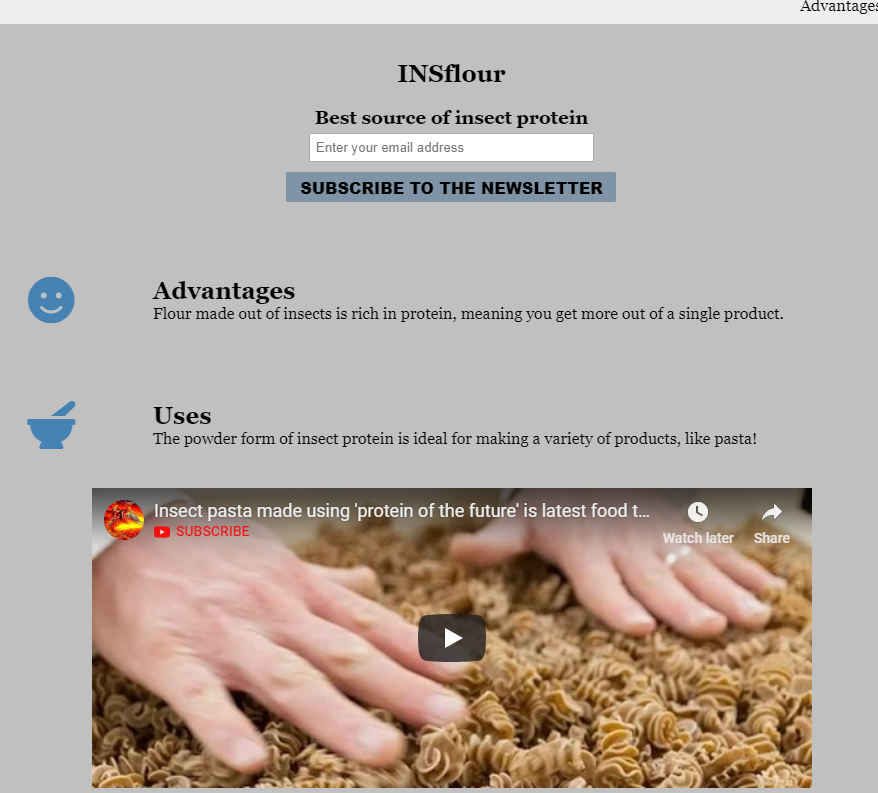 Advantages
INSflour
Best source of insect protein
Enter your email address
SUBSCRIBE TO THE NEWSLETTER
Advantages
Flour made out of insects is rich in protein, meaning you get more out of a single product.
Uses
The powder form of insect protein is ideal for making a variety of products, like pasta!
Insect pasta made using 'protein of the future' is latest food t...
SUBSCRIBE
Watch later
Share